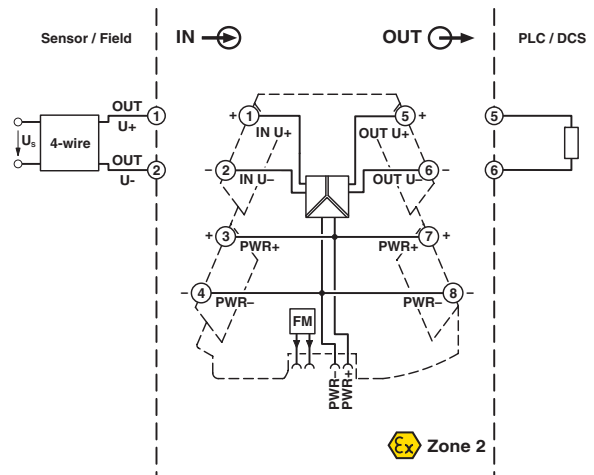 Sensor / Field
IN
OUT
PLC / DCS
OUT
U+
1
Us
4-wire
OUT
U-
2
+
1
IN U+
5
+
OUT U+
-
2
IN U–
OUT U–
6
-
5
6
+
3
PWR+
PWR+
7
+
-
4
PWR–
PWR–
8
-
FM
PWR–
PWR+
Ex
Zone 2